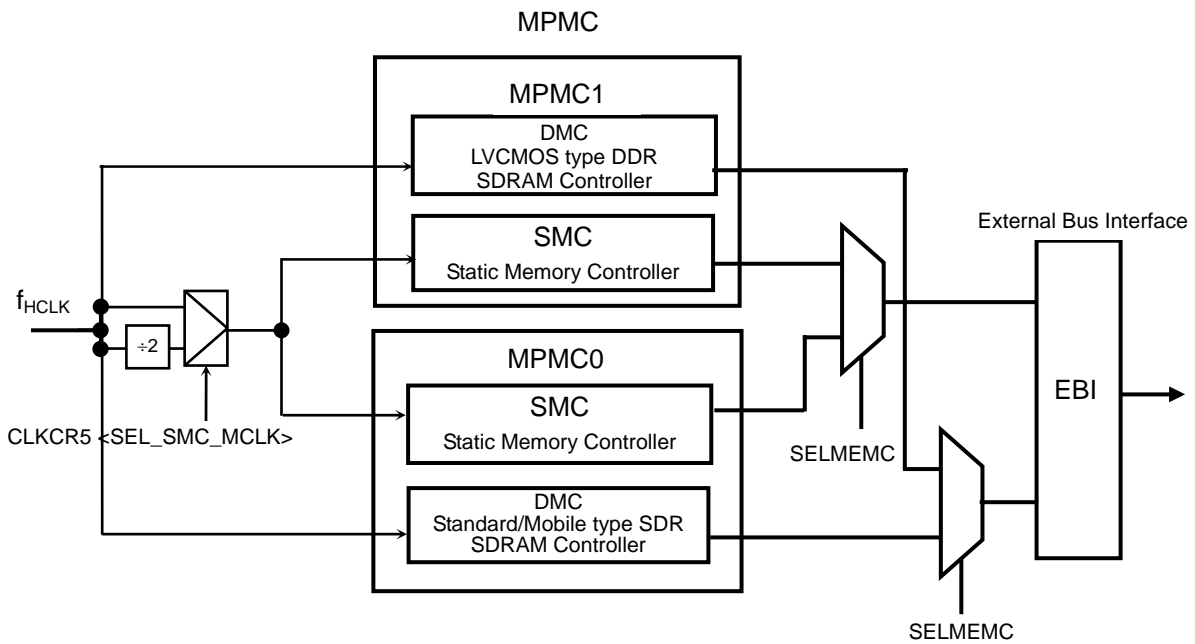 MPMC
MPMC1
DMC
LVCMOS type DDR
SDRAM Controller
SMC
Static Memory Controller
External Bus Interface
fHCLK
÷2
MPMC0
SMC
Static Memory Controller
EBI
CLKCR5 <SEL_SMC_MCLK>
SELMEMC
DMC
Standard/Mobile type SDR
SDRAM Controller
SELMEMC